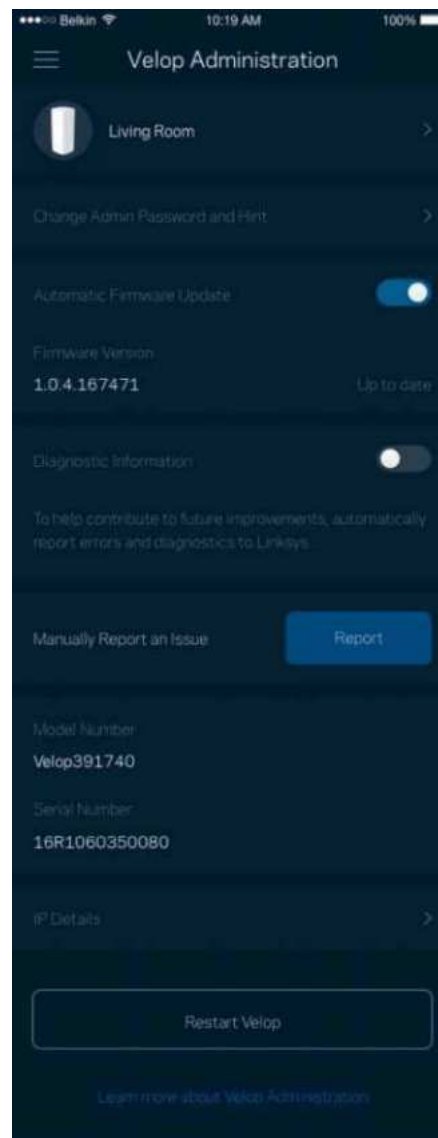 Belkin 10:19 AM 100%
Velop Administration
Living Room
Change Admin Password and Hint
Automatic Firmware Update
Firmware Version
1.0.4.167471 Up to date
Diagnostic Information
To help contribute to future improvements, automatically
report errors and diagnostics to Linksys
Manually Report an Issue Report
Model Number
Velop391740
Serial Number
16R1060350080
IP Details
Restart Velop
Learn more about Velop Administration